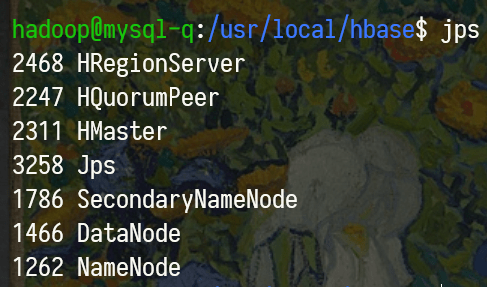 hadoop@mysql-q:/usr/local/hbase$ jps
2468 HRegionServer
2247 HQuorumPeer
2311 HMaster
3258 Jps
1786 SecondaryNameNode
1466 DataNode
1262 NameNode